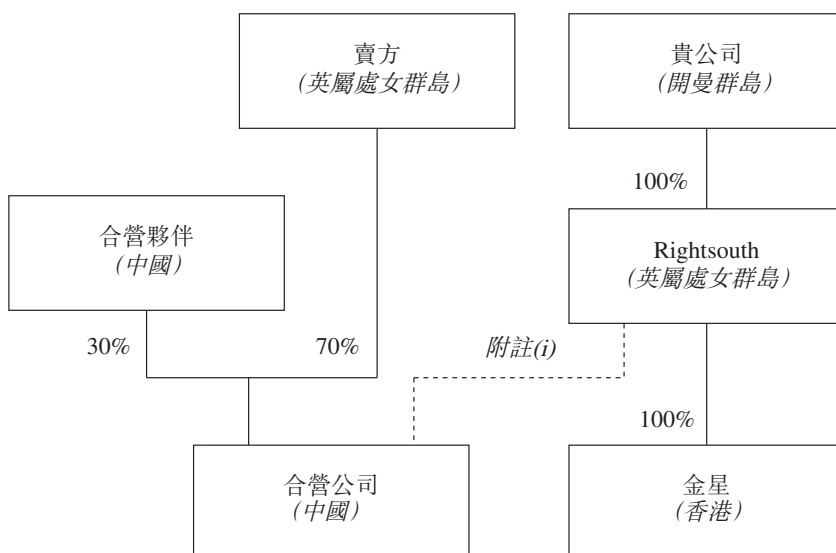 賣方
(英屬處女群島)
貴公司
(開曼群島)
100%
合營夥伴
(中國)
Rightsouth
(英屬處女群島)
30%
70%
附註(i)
100%
合營公司
(中國)
金星
(香港)